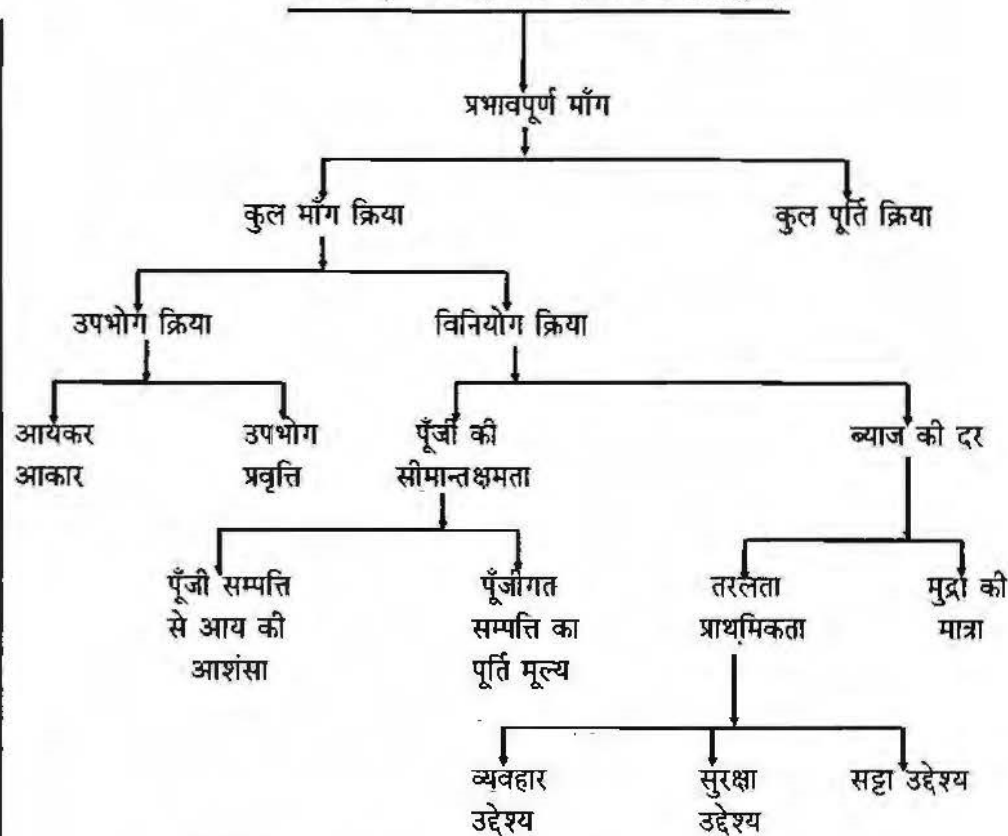 प्रभावपूर्ण माँग
कुल माँग क्रिया
कुल पूर्ति क्रिया
उपभोग क्रिया
विनियोग क्रिया
आयकर
आकार
उपभोग
प्रवृत्ति
पूँजी की
सीमान्तक्षमता
ब्याज की दर
पूँजी सम्पत्ति
से आय की
आशंसा
पूँजीगत
सम्पत्ति का
पूर्ति मूल्य
तरलता
प्राथमिकता
मुद्रा की
मात्रा
व्यवहार
उद्देश्य
सुरक्षा
उद्देश्य
सट्टा उद्देश्य